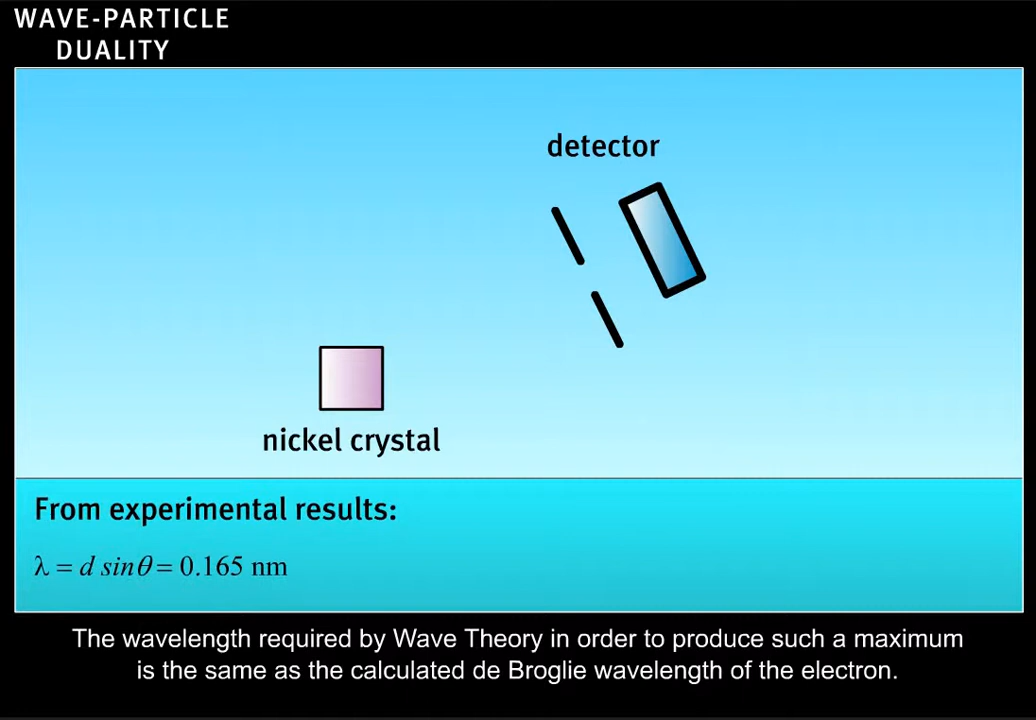 WAVE-PARTICLE
DUALITY
detector
nickel crystal
From experimental results:
λ = d sinθ = 0.165 nm
The wavelength required by Wave Theory in order to produce such a maximum
is the same as the calculated de Broglie wavelength of the electron.